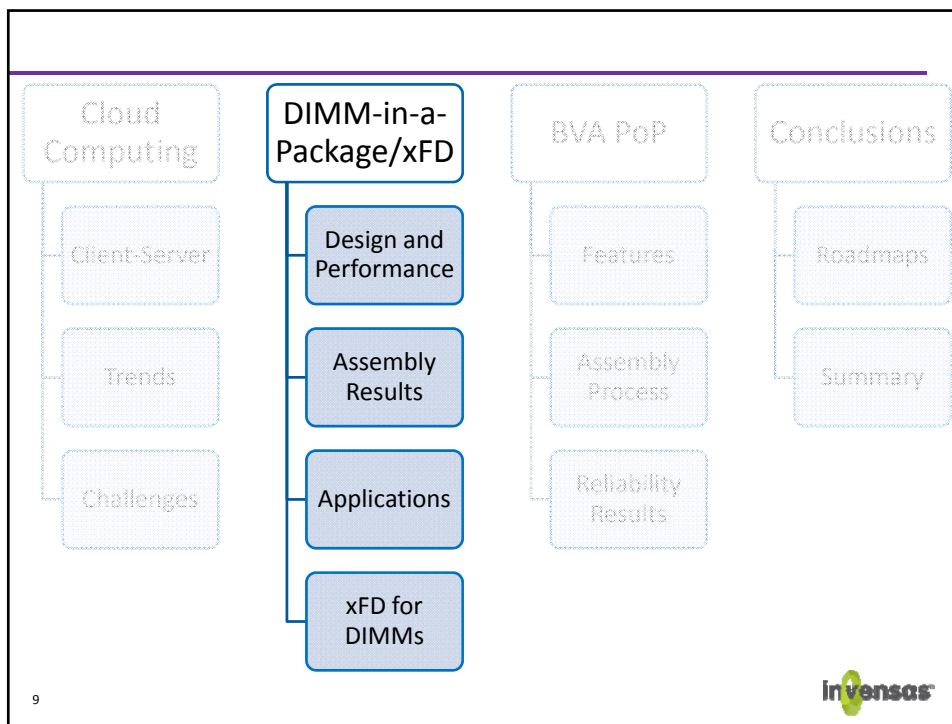 Cloud
Computing
Client-Server
Trends
Challenges
DIMM-in-a-
Package/xFD
Design and
Performance
Assembly
Results
Applications
xFD for
DIMMs
BVA PoP
Features
Assembly
Process
Reliability
Results
Conclusions
Roadmaps
Summary
9
invensas™